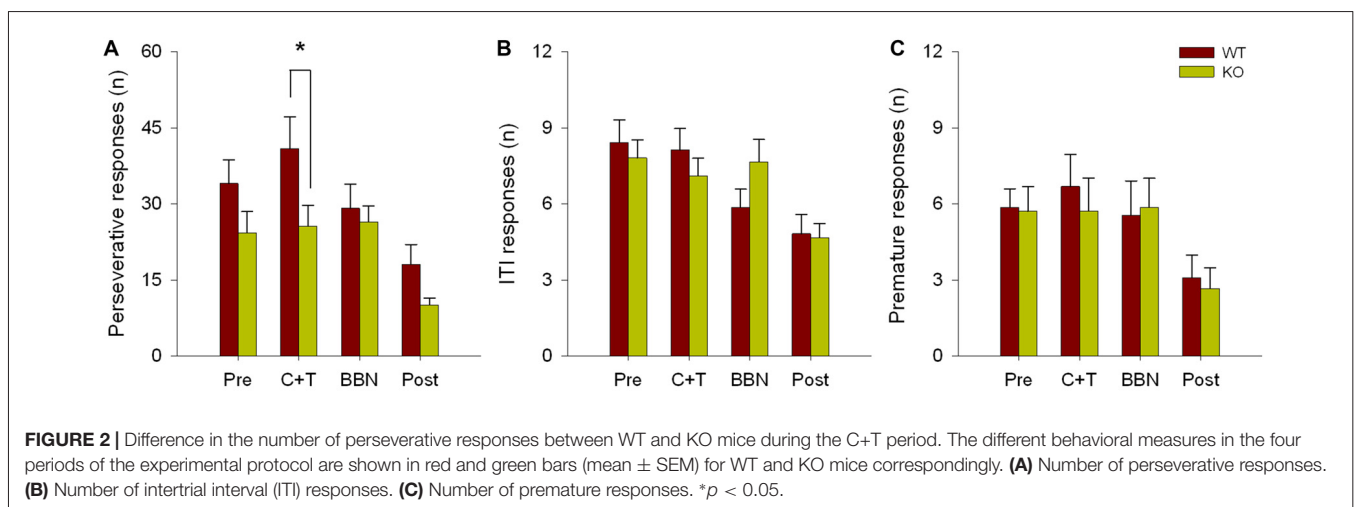 A
B
C
*
60
45
30
15
0
Perseverative responses (n)
Pre C+T BBN Post
12
9
6
3
0
ITI responses (n)
Pre C+T BBN Post
12
9
6
3
0
Premature responses (n)
Pre C+T BBN Post
WT
KO
FIGURE 2 | Difference in the number of perseverative responses between WT and KO mice during the C+T period. The different behavioral measures in the four
periods of the experimental protocol are shown in red and green bars (mean ± SEM) for WT and KO mice correspondingly. (A) Number of perseverative responses.
(B) Number of intertrial interval (ITI) responses. (C) Number of premature responses. *p < 0.05.